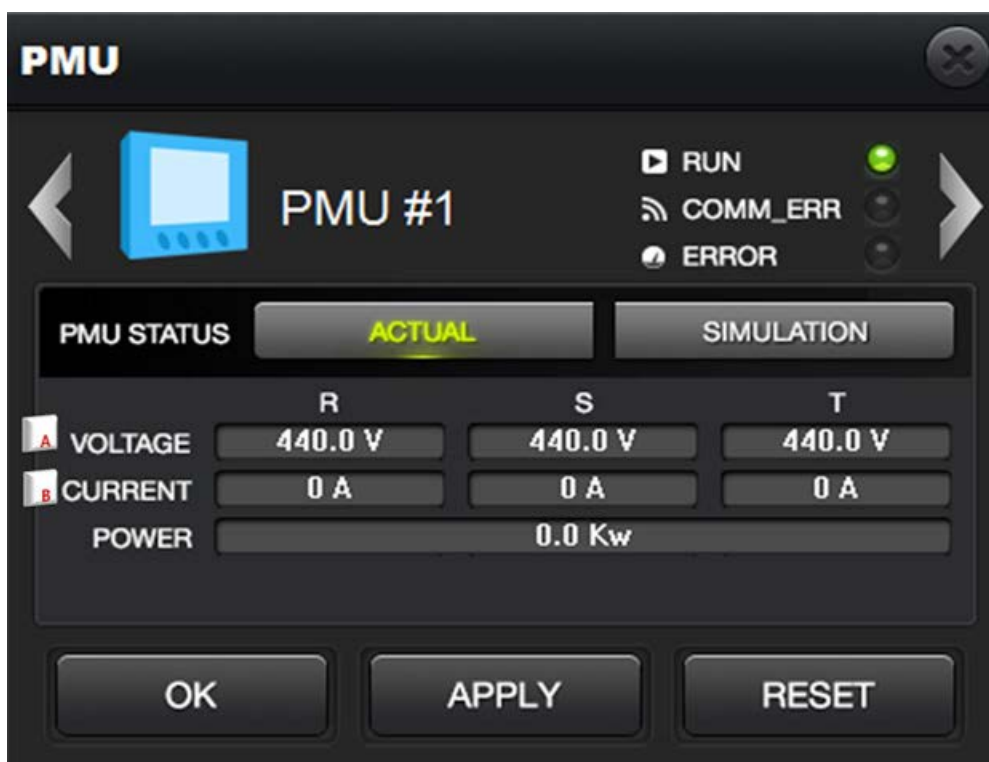 PMU
PMU #1
RUN
COMM_ERR
ERROR
PMU STATUS ACTUAL SIMULATION
R S T
A VOLTAGE 440.0 V 440.0 V 440.0 V
B CURRENT 0 A 0 A 0 A
POWER 0.0 Kw
OK APPLY RESET